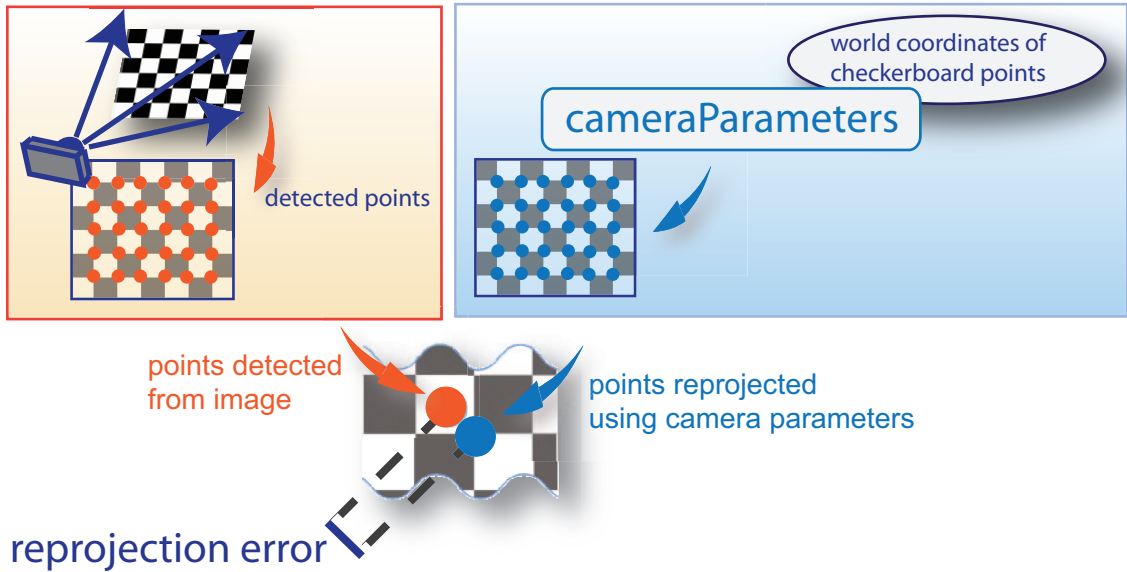 detected points
world coordinates of
checkerboard points
cameraParameters
points detected
from image
points reprojected
using camera parameters
reprojection error